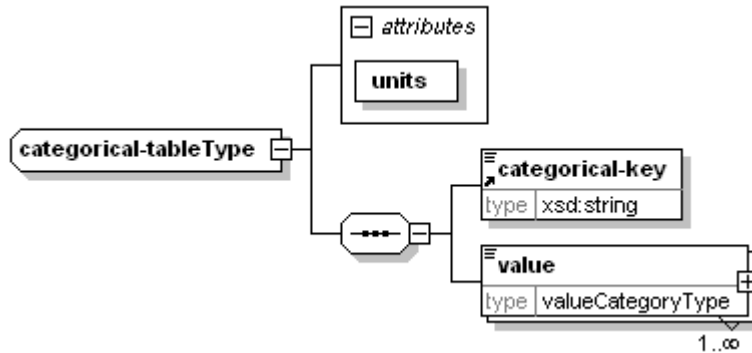 attributes
units
categorical-tableType
categorical-key
type xsd:string
value
type valueCategoryType
1..∞